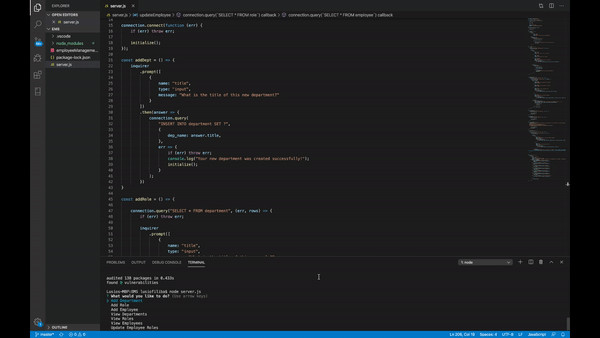 EXPLORER
OPEN EDITORS
server.js
EMS
.vscode
node_modules
employeeManageme...
package-lock.json
server.js
OUTLINE
server.js
server.js > updateEmployee > connection.query("SELECT * FROM role") callback > connection.query("SELECT * FROM employee") callback
connection.connect(function (err) {
if (err) throw err;
initialize();
});
const addDept = () => {
inquirer
.prompt([
{
name: "title",
type: "input",
message: "What is the title of this new department?"
}
])
.then(answer => {
connection.query(
"INSERT INTO department SET ?",
{
dep_name: answer.title,
},
err => {
if (err) throw err;
console.log("Your new department was created successfully!");
initialize();
}
);
})
}
const addRole = () => {
connection.query("SELECT * FROM department", (err, rows) => {
if (err) throw err;
inquirer
.prompt([
{
name: "title",
type: "input",
PROBLEMS OUTPUT DEBUG CONSOLE TERMINAL
1: node
audited 138 packages in 0.433s
found 0 vulnerabilities
node server.js
? What would you like to do? (Use arrow keys)
Add Department
Add Role
Add Employee
View Departments
View Roles
View Employees
Update Employee Roles
master* 0 0
Ln 209, Col 16 Spaces: 4 UTF-8 LF JavaScript